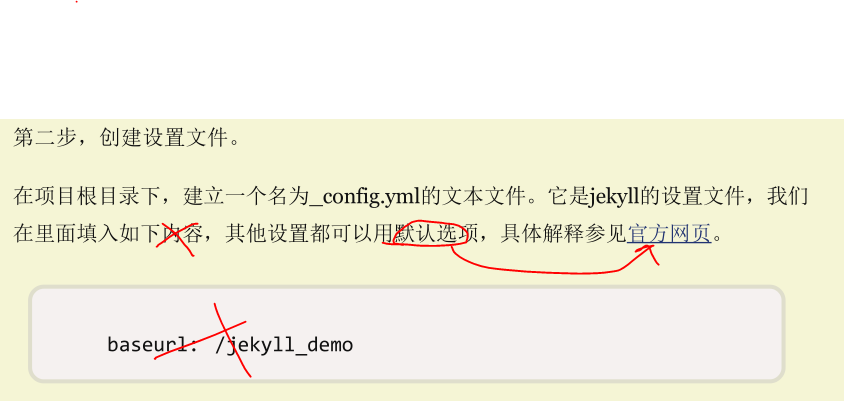 第二步，创建设置文件。
在项目根目录下，建立一个名为_config.yml的文本文件。它是jekyll的设置文件，我们
在里面填入如下内容，其他设置都可以用默认选项，具体解释参见官方网页。
baseurl: /jekyll_demo